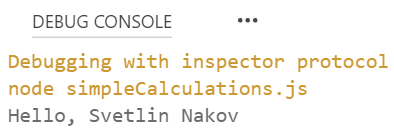 DEBUG CONSOLE
Debugging with inspector protocol
node simpleCalculations.js
Hello, Svetlin Nakov